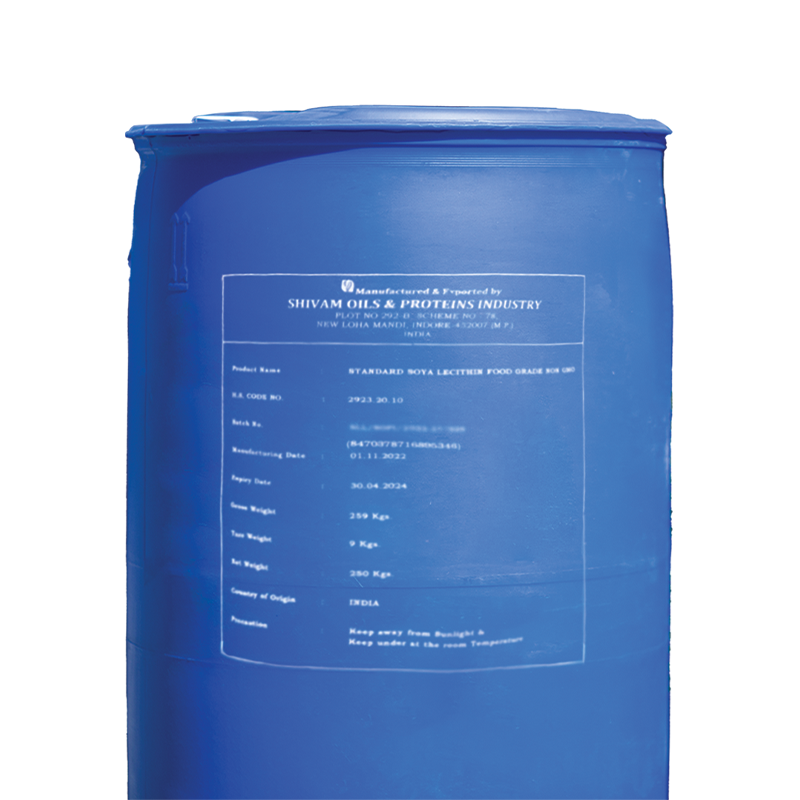 Manufactured & Exported by
SHIVAM OILS & PROTEINS INDUSTRY
PLOT NO 292-B SCHEME NO 78,
NEW LOHA MANDI, INDORE-452007 (M P)
INDIA
Product Name STANDARD SOYA LECITHIN FOOD GRADE NON GMO
H.S. CODE NO. : 2923.20.10
Batch No. :
(8470378716895346)
Manufacturing Date : 01.11.2022
Expiry Date : 30.04.2024
Gross Weight 259 Kgs.
Tare Weight 9 Kgs.
Net Weight 250 Kgs.
Country of Origin INDIA
Precaution Keep away from Sunlight &
Keep under at the room Temperature